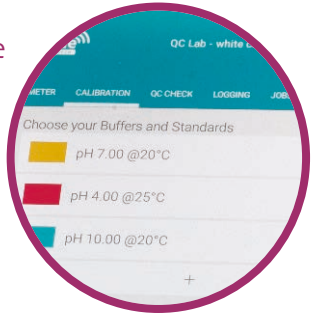 QC Lab - white
METER CALIBRATION QC CHECK LOGGING
Choose your Buffers and Standards
pH 7.00 @20°C
pH 4.00 @25°C
pH 10.00 @20°C
+